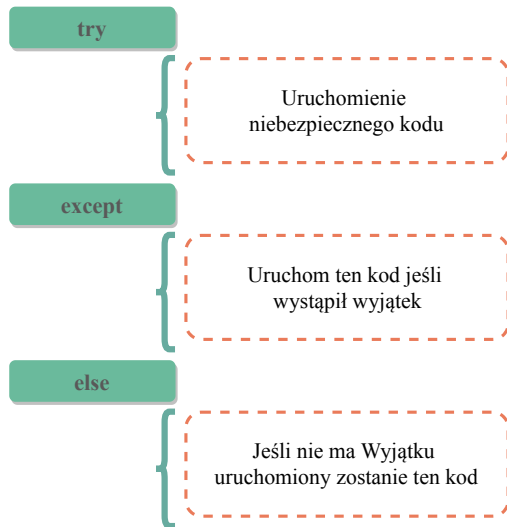 try
Uruchomienie
niebezpiecznego kodu
except
Uruchom ten kod jeśli
wystąpił wyjątek
else
Jeśli nie ma Wyjątku
uruchomiony zostanie ten kod